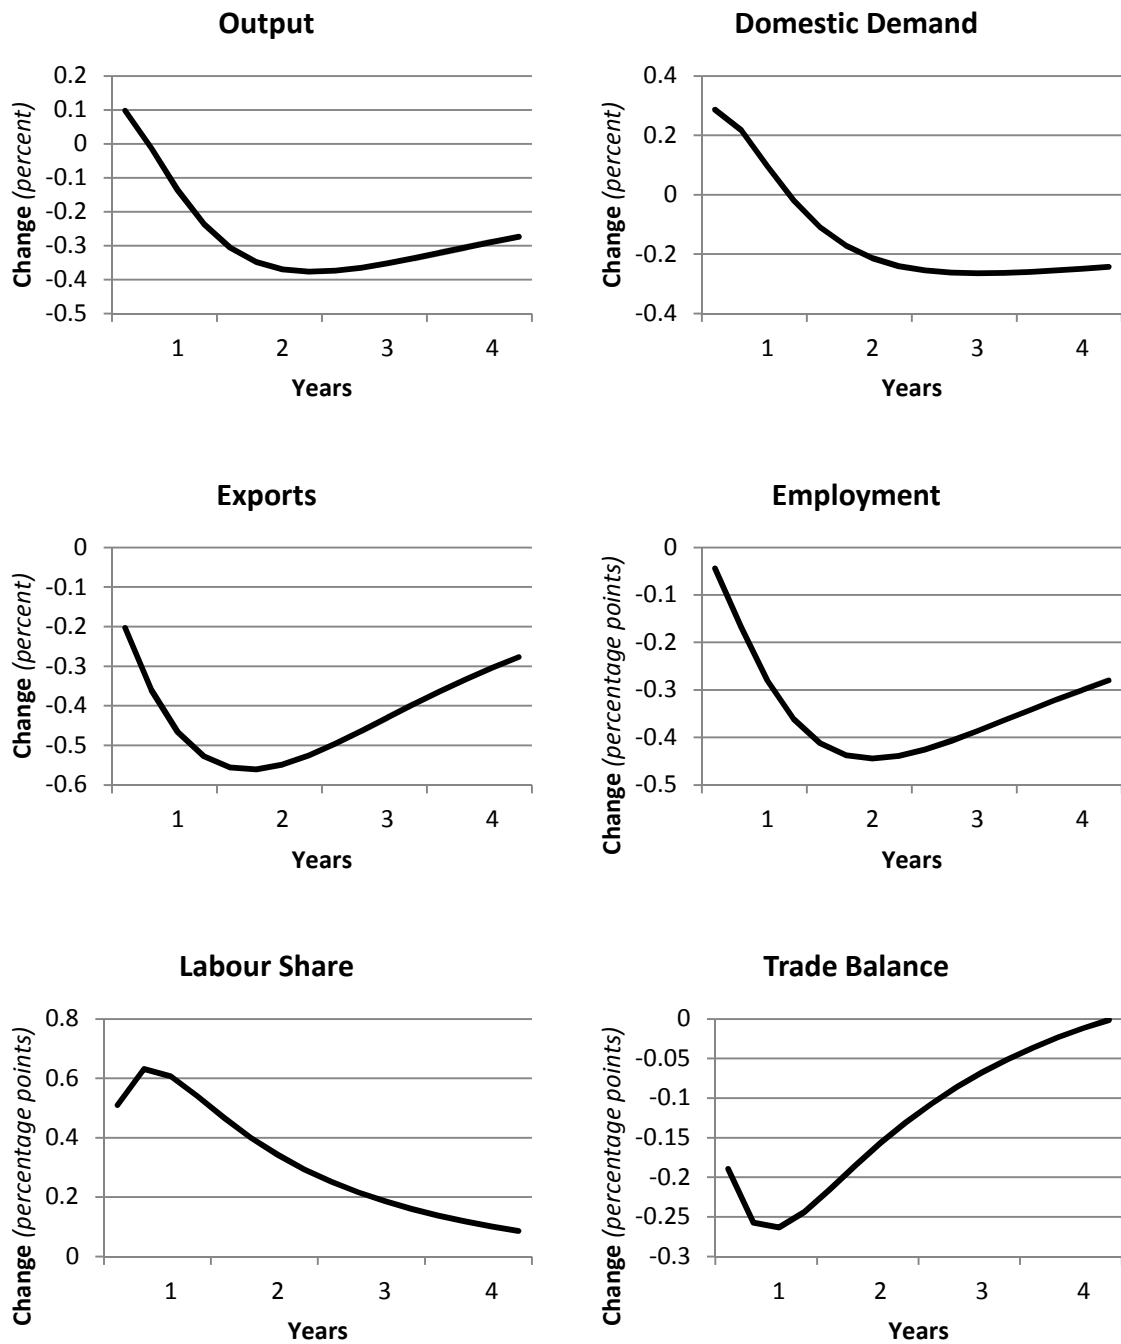 Output
0.2
0.1
0
-0.1
-0.2
-0.3
-0.4
-0.5
Change (percent)
1 2 3 4
Years
Domestic Demand
0.4
0.2
0
-0.2
-0.4
Change (percent)
1 2 3 4
Years
Exports
0
-0.1
-0.2
-0.3
-0.4
-0.5
-0.6
Change (percent)
1 2 3 4
Years
Employment
0
-0.1
-0.2
-0.3
-0.4
-0.5
Change (percentage points)
1 2 3 4
Years
Labour Share
0.8
0.6
0.4
0.2
0
Change (percentage points)
1 2 3 4
Years
Trade Balance
0
-0.05
-0.1
-0.15
-0.2
-0.25
-0.3
Change (percentage points)
1 2 3 4
Years